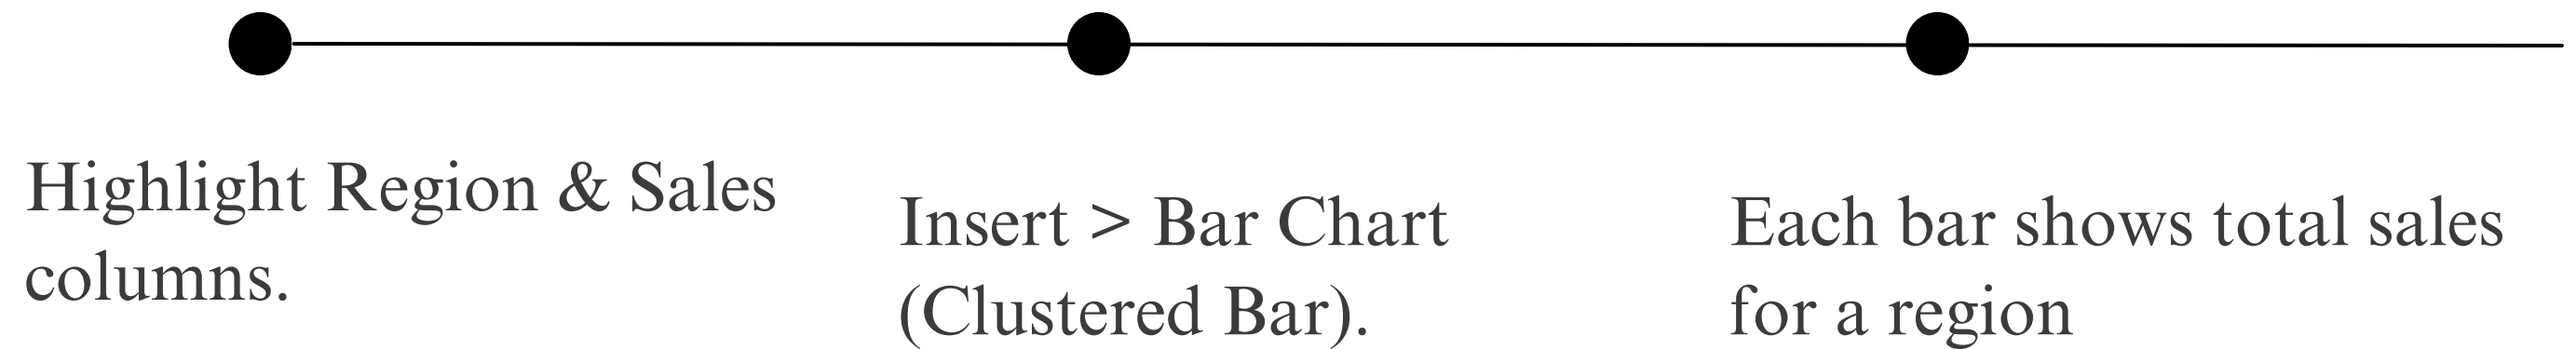 Highlight Region & Sales
columns.
Insert > Bar Chart
(Clustered Bar).
Each bar shows total sales
for a region